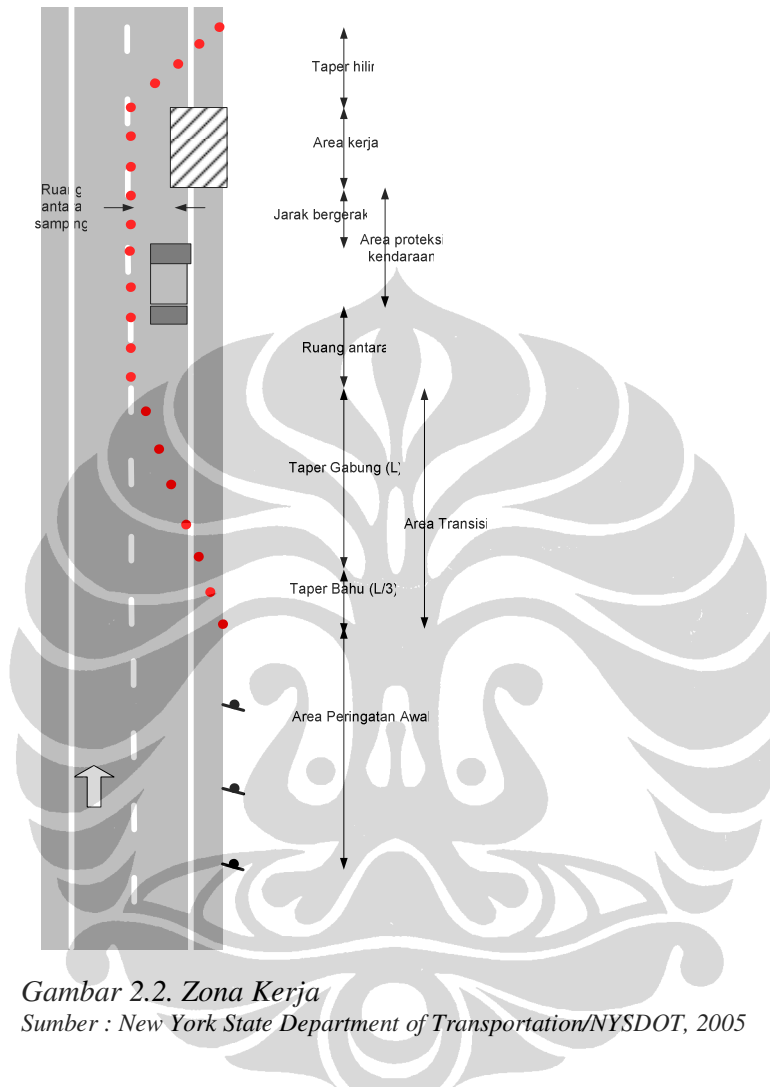 Taper hilir
Area kerja
Ruang
antara
samping
Jarak bergerak
Area proteksi
kendaraan
Ruang antara
Taper Gabung (L)
Area Transisi
Taper Bahu (L/3)
Area Peringatan Awal
Gambar 2.2. Zona Kerja
Sumber : New York State Department of Transportation/NYSDOT, 2005